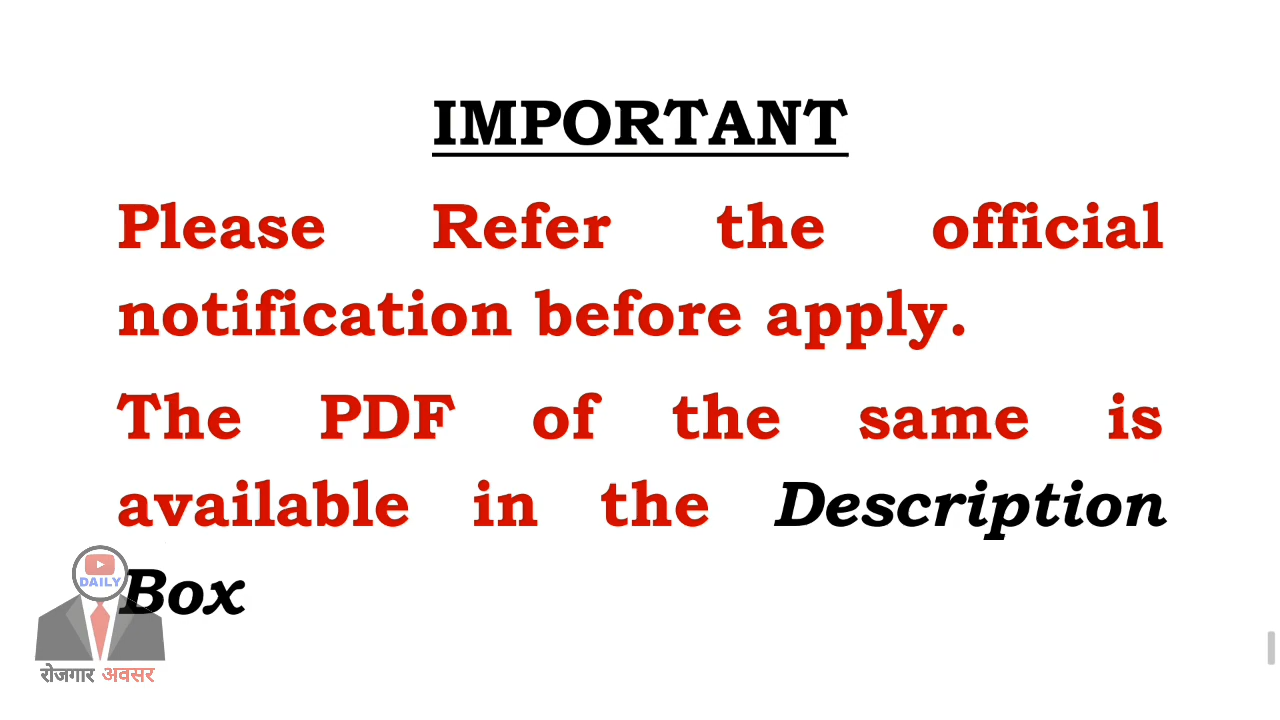 IMPORTANT
Please Refer the official
notification before apply.
The PDF of the same is
available in the Description
Box
DAILY
रोजगार अवसर